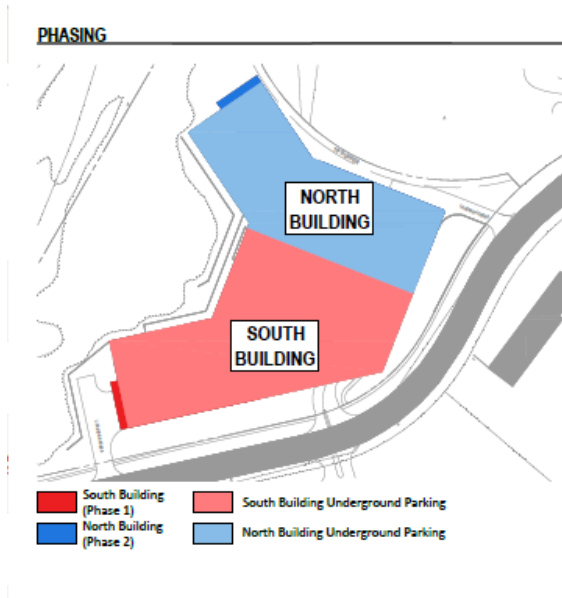 PHASING
NORTH
BUILDING
SOUTH
BUILDING
South Building
(Phase 1)
South Building Underground Parking
North Building
(Phase 2)
North Building Underground Parking